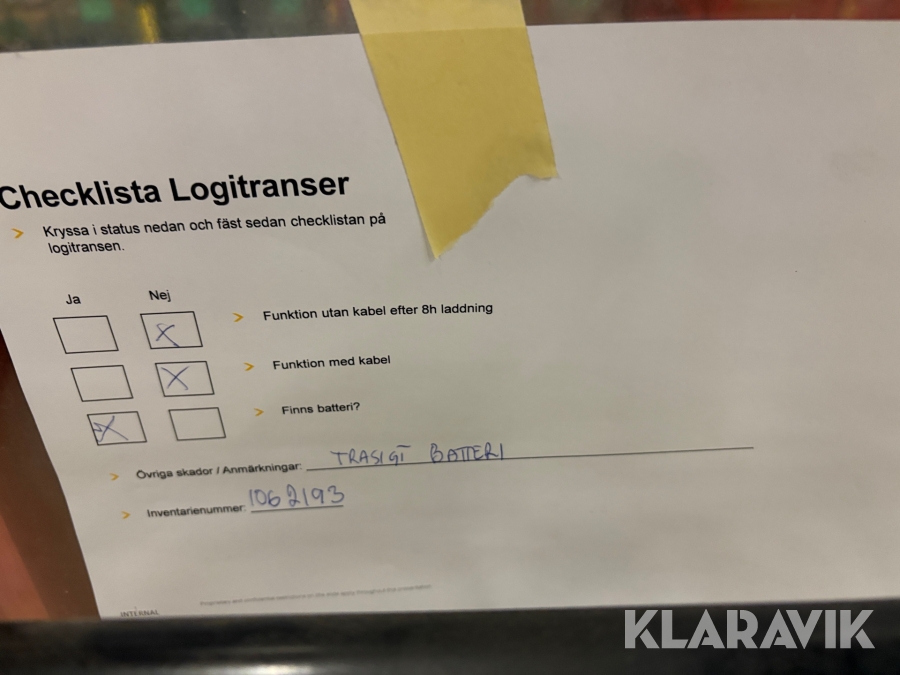 Checklista Logitranser
> Kryssa i status nedan och fäst sedan checklistan på
logitransen.
Ja Nej
X > Funktion utan kabel efter 8h laddning
X > Funktion med kabel
X > Finns batteri?
> Övriga skador / Anmärkningar: TRASIGT BATTERI
> Inventarienummer: 1062193
INTERNAL
KLARAVIK